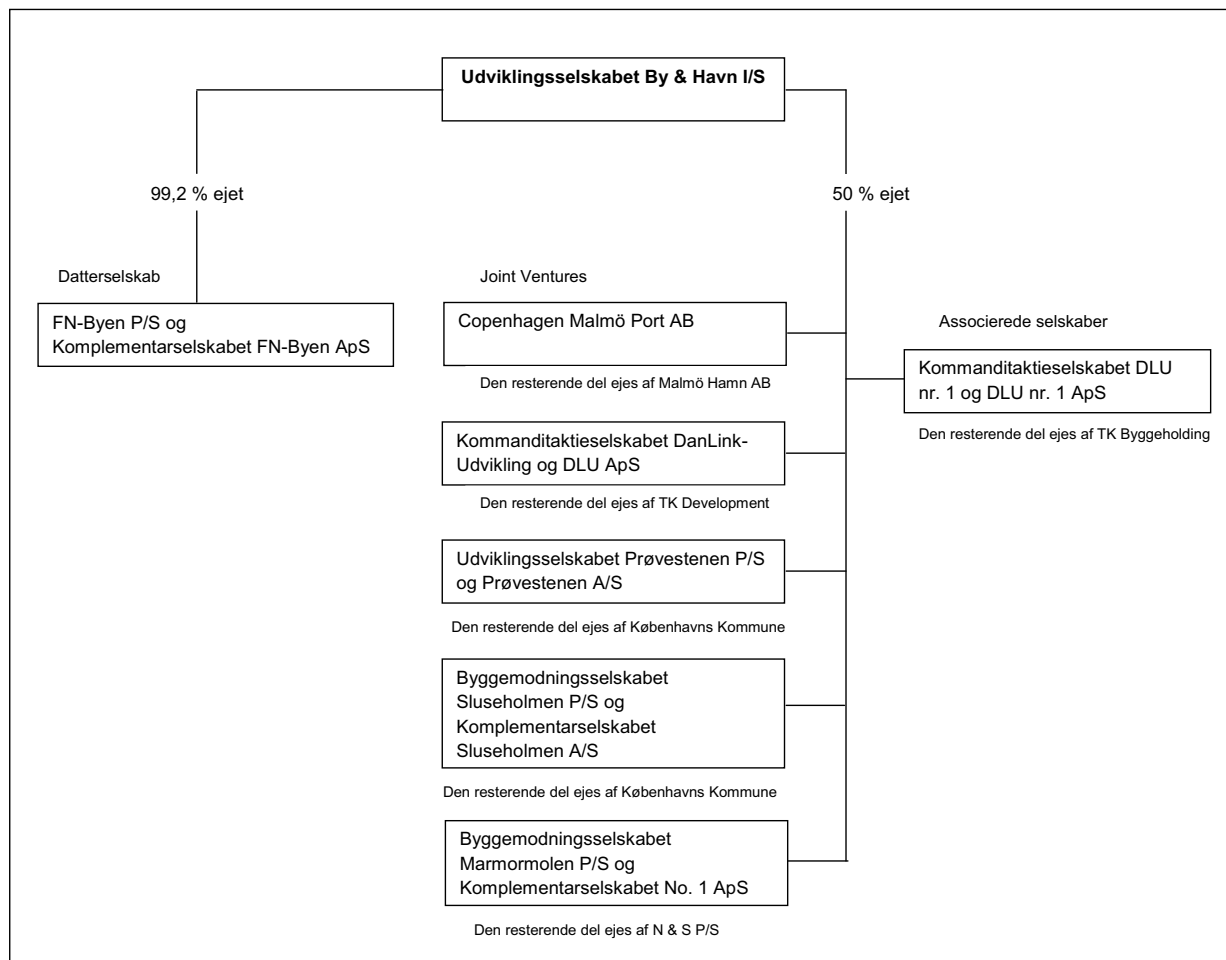 Udviklingsselskabet By & Havn I/S
99,2 % ejet
50 % ejet
Datterselskab
FN-Byen P/S og
Komplementarselskabet FN-Byen ApS
Joint Ventures
Copenhagen Malmö Port AB
Den resterende del ejes af Malmö Hamn AB
Kommanditaktieselskabet DanLink-
Udvikling og DLU ApS
Den resterende del ejes af TK Development
Udviklingsselskabet Prøvestenen P/S
og Prøvestenen A/S
Den resterende del ejes af Københavns Kommune
Byggemodningsselskabet
Sluseholmen P/S og
Komplementarselskabet
Sluseholmen A/S
Den resterende del ejes af Københavns Kommune
Byggemodningsselskabet
Marmormolen P/S og
Komplementarselskabet No. 1 ApS
Den resterende del ejes af N & S P/S
Associerede selskaber
Kommanditaktieselskabet DLU
nr. 1 og DLU nr. 1 ApS
Den resterende del ejes af TK Byggeholding